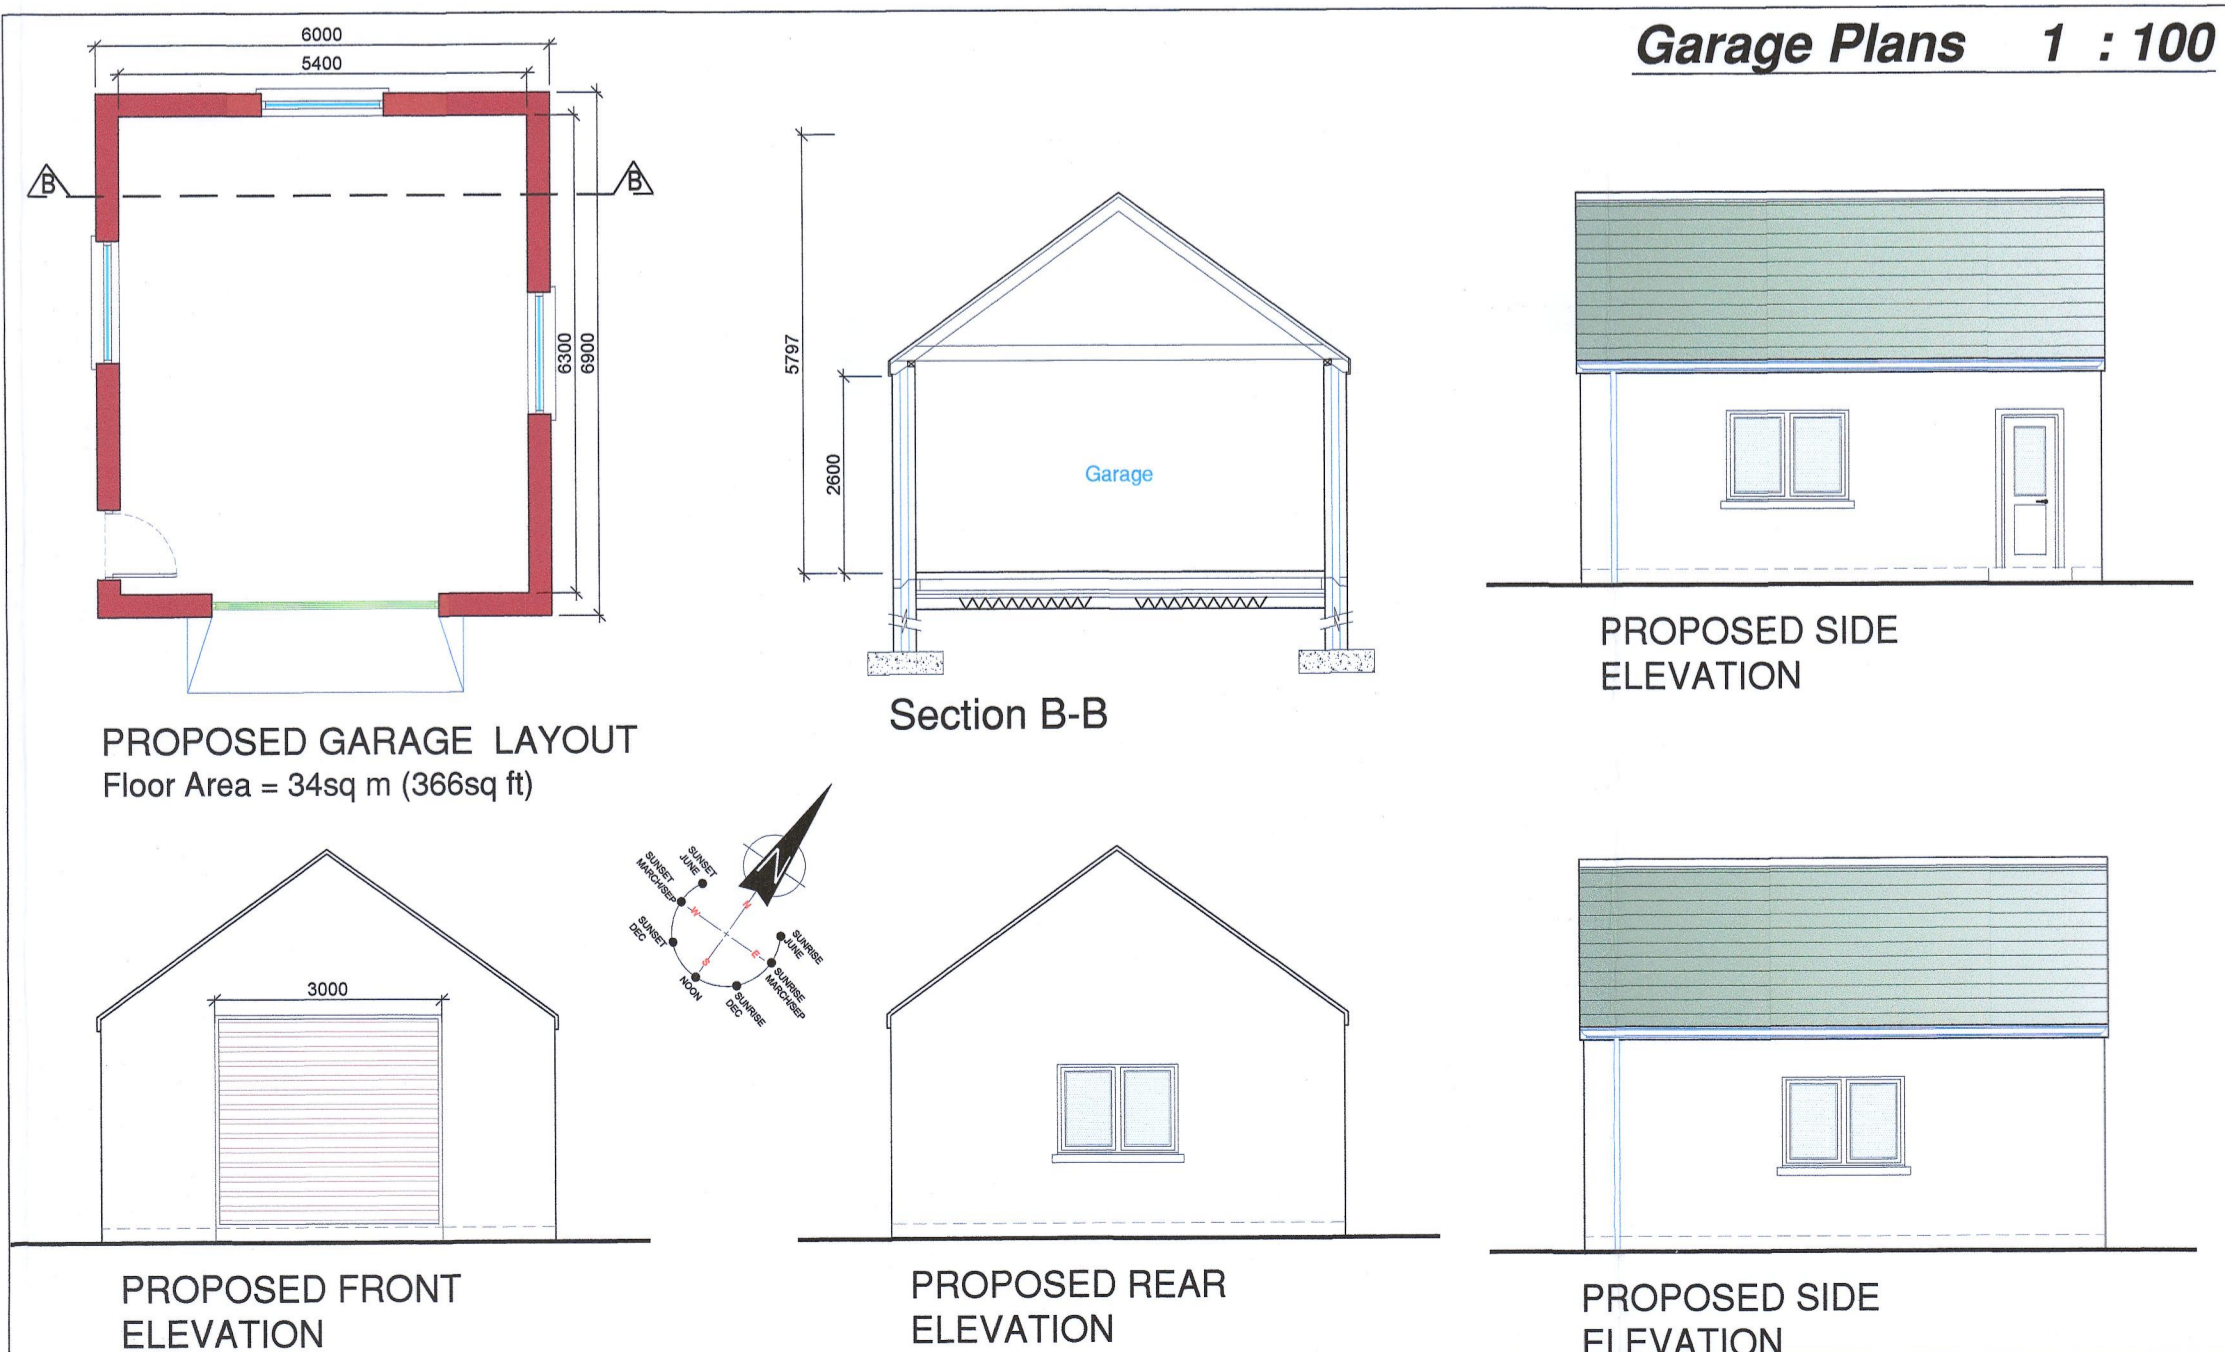 Garage Plans 1 : 100
6000
5400
B
B
6300
6900
PROPOSED GARAGE LAYOUT
Floor Area = 34sq m (366sq ft)
5797
2600
Garage
Section B-B
PROPOSED SIDE
ELEVATION
3000
PROPOSED FRONT
ELEVATION
N
SUNSET
JUNE
SUNSET
MARCH/SEP
SUNSET
DEC
NOON
SUNRISE
DEC
SUNRISE
MARCH/SEP
SUNRISE
JUNE
N
W
E
S
PROPOSED REAR
ELEVATION
PROPOSED SIDE
ELEVATION